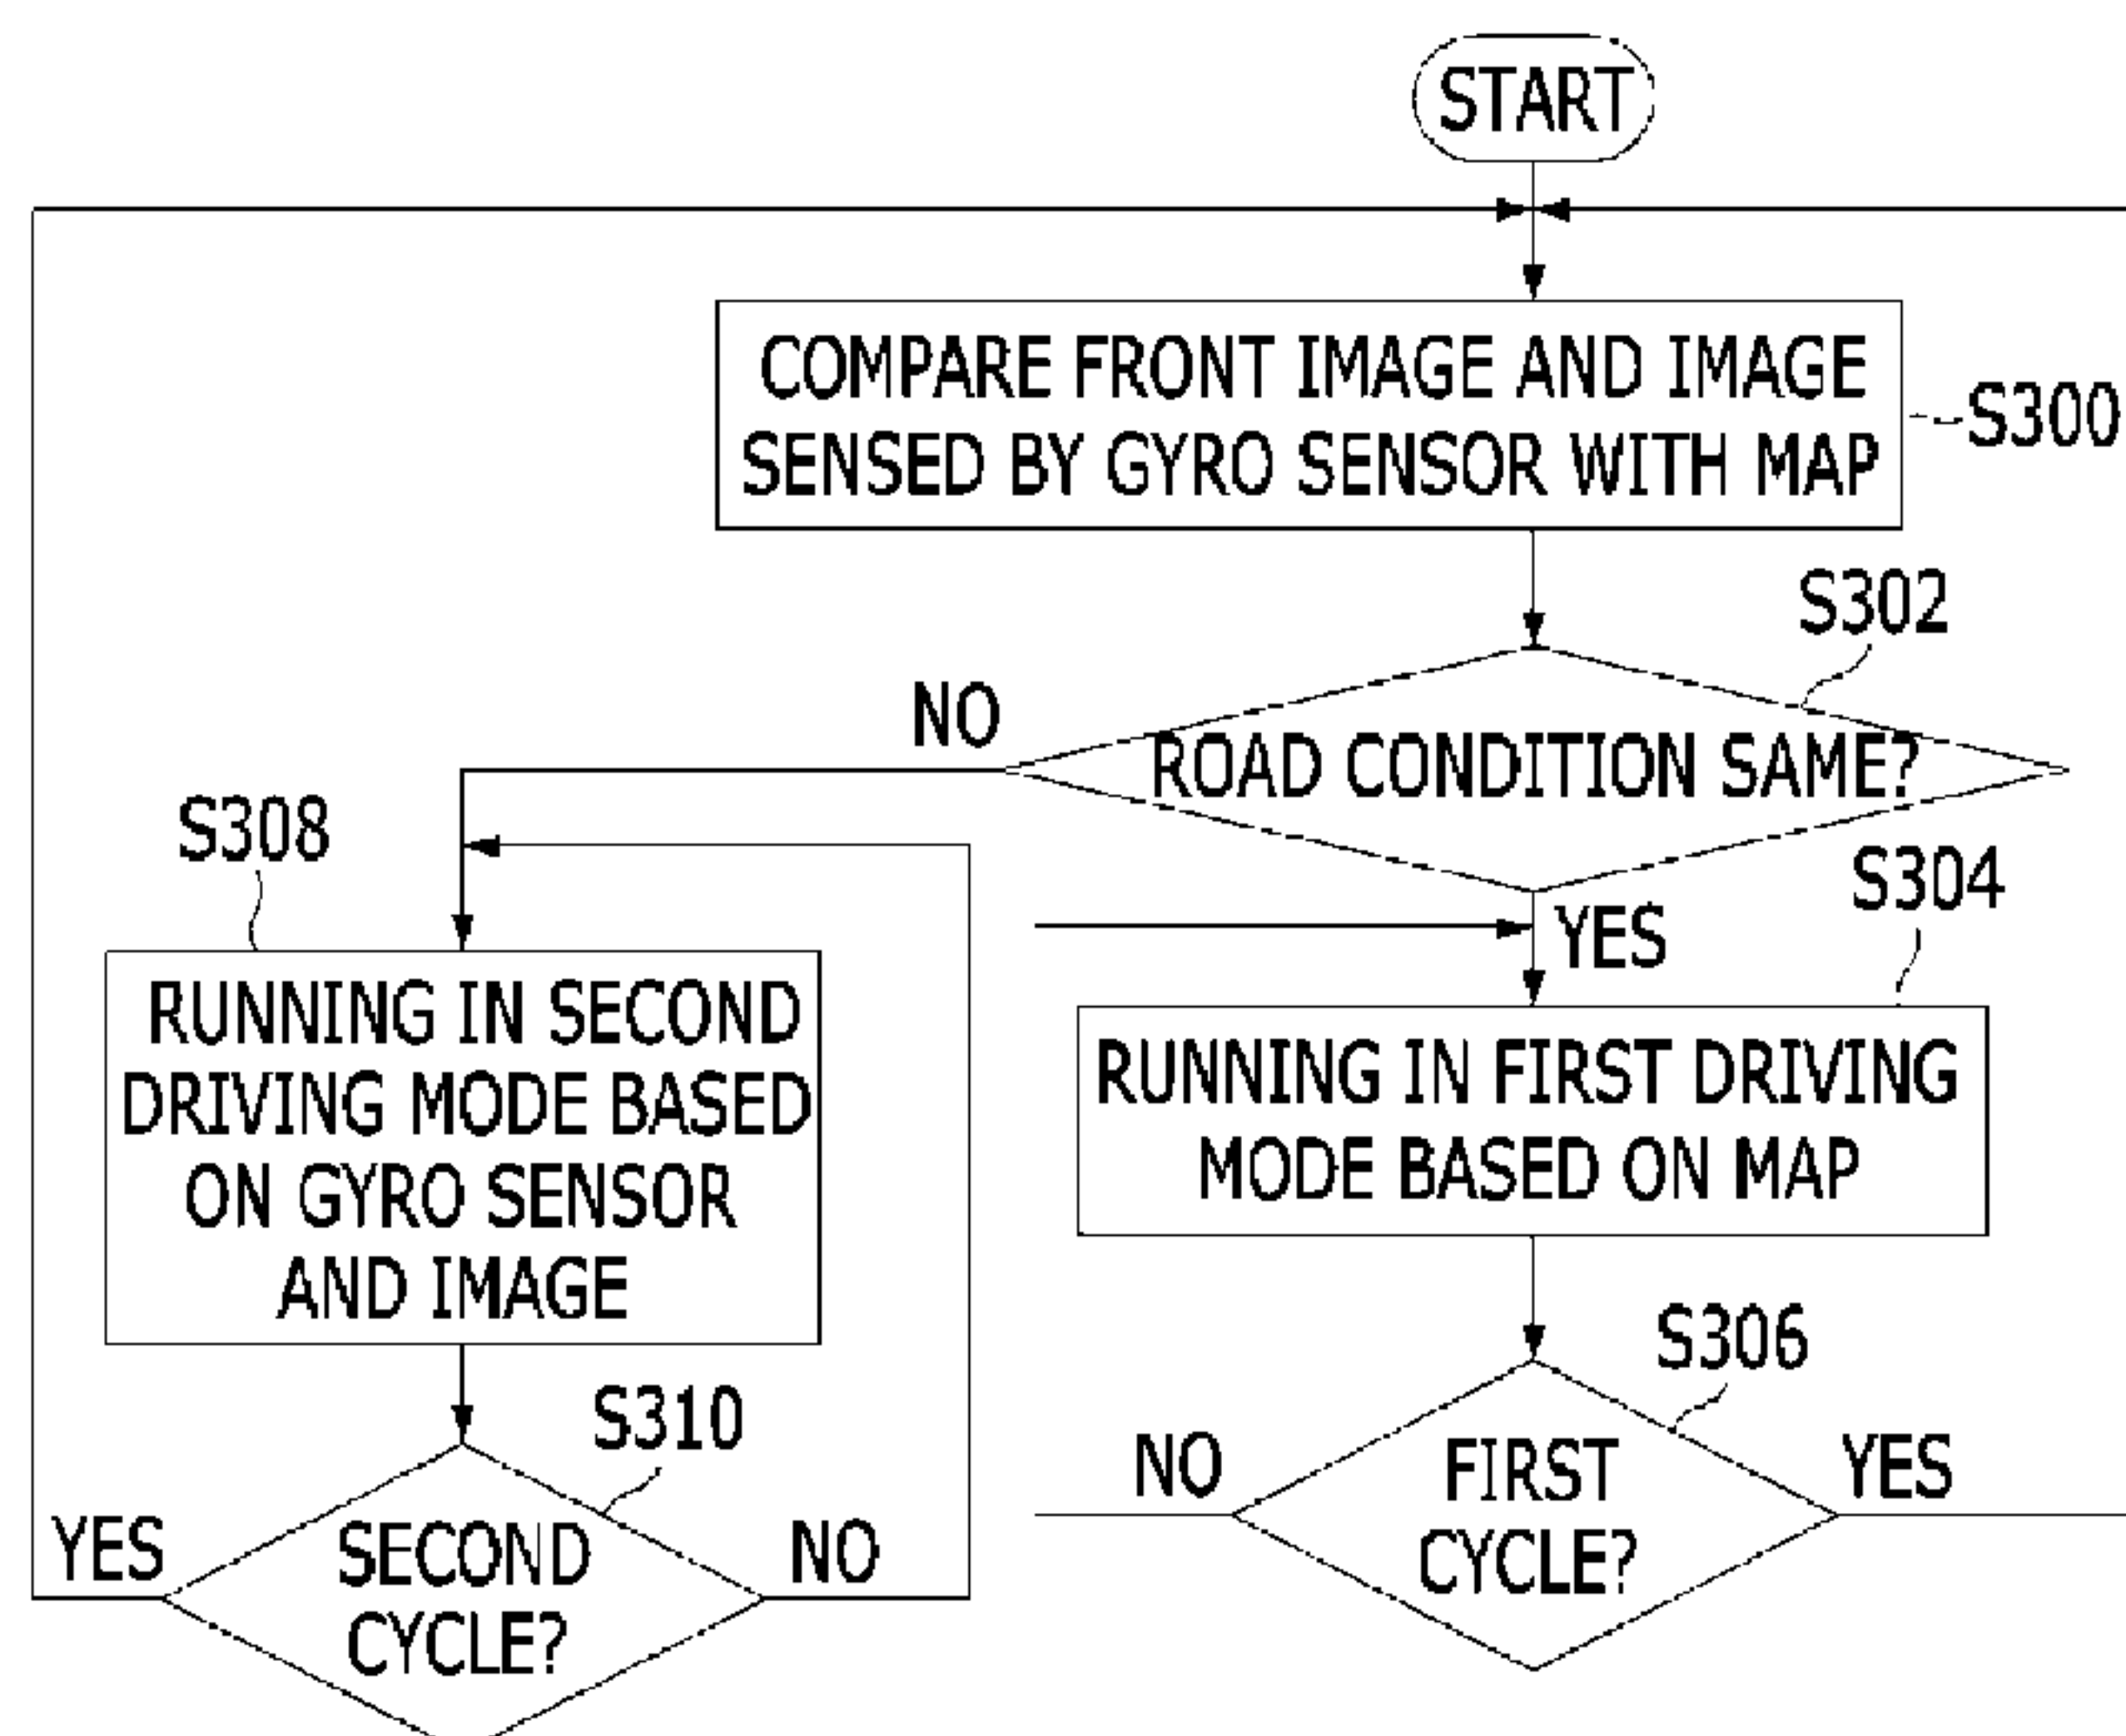 START
COMPARE FRONT IMAGE AND IMAGE
SENSED BY GYRO SENSOR WITH MAP
S300
S302
NO
ROAD CONDITION SAME?
S308
S304
YES
RUNNING IN SECOND
DRIVING MODE BASED
ON GYRO SENSOR
AND IMAGE
RUNNING IN FIRST DRIVING
MODE BASED ON MAP
S306
S310
NO
FIRST
CYCLE?
YES
YES
SECOND
CYCLE?
NO